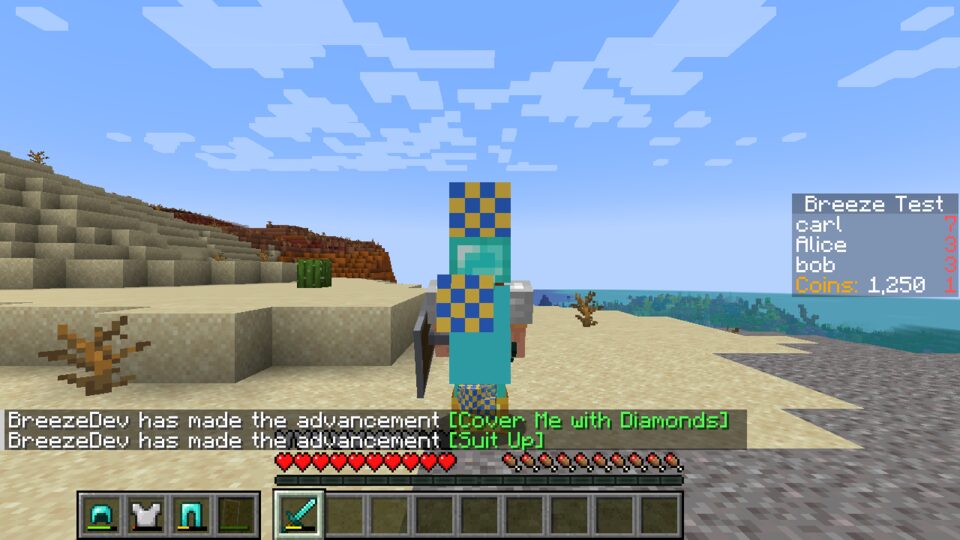 Breeze Test
carl 7
Alice 3
bob 3
Coins: 1,250 1
BreezeDev has made the advancement [Cover Me with Diamonds]
BreezeDev has made the advancement [Suit Up]